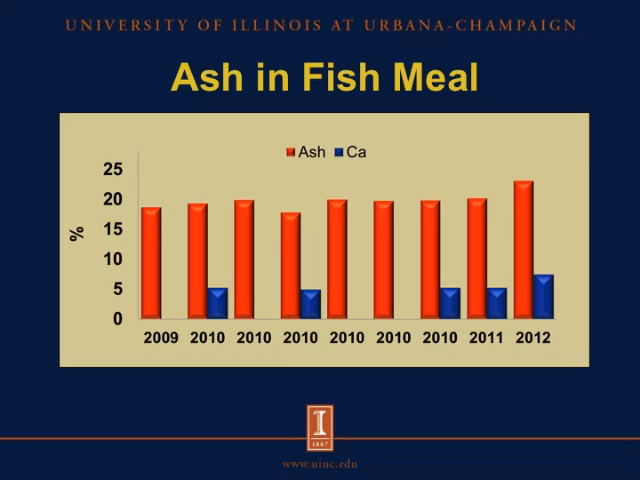 UNIVERSITY OF ILLINOIS AT URBANA-CHAMPAIGN
Ash in Fish Meal
Ash Ca
%
25
20
15
10
5
0
2009 2010 2010 2010 2010 2010 2010 2011 2012
I
1867
www.uiuc.edu